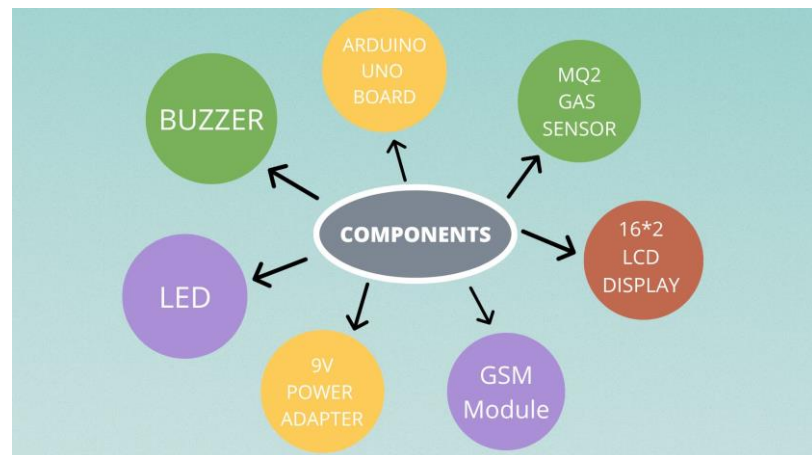 ARDUINO
UNO
BOARD
MQ2
GAS
SENSOR
BUZZER
COMPONENTS
16*2
LCD
DISPLAY
LED
9V
POWER
ADAPTER
GSM
Module